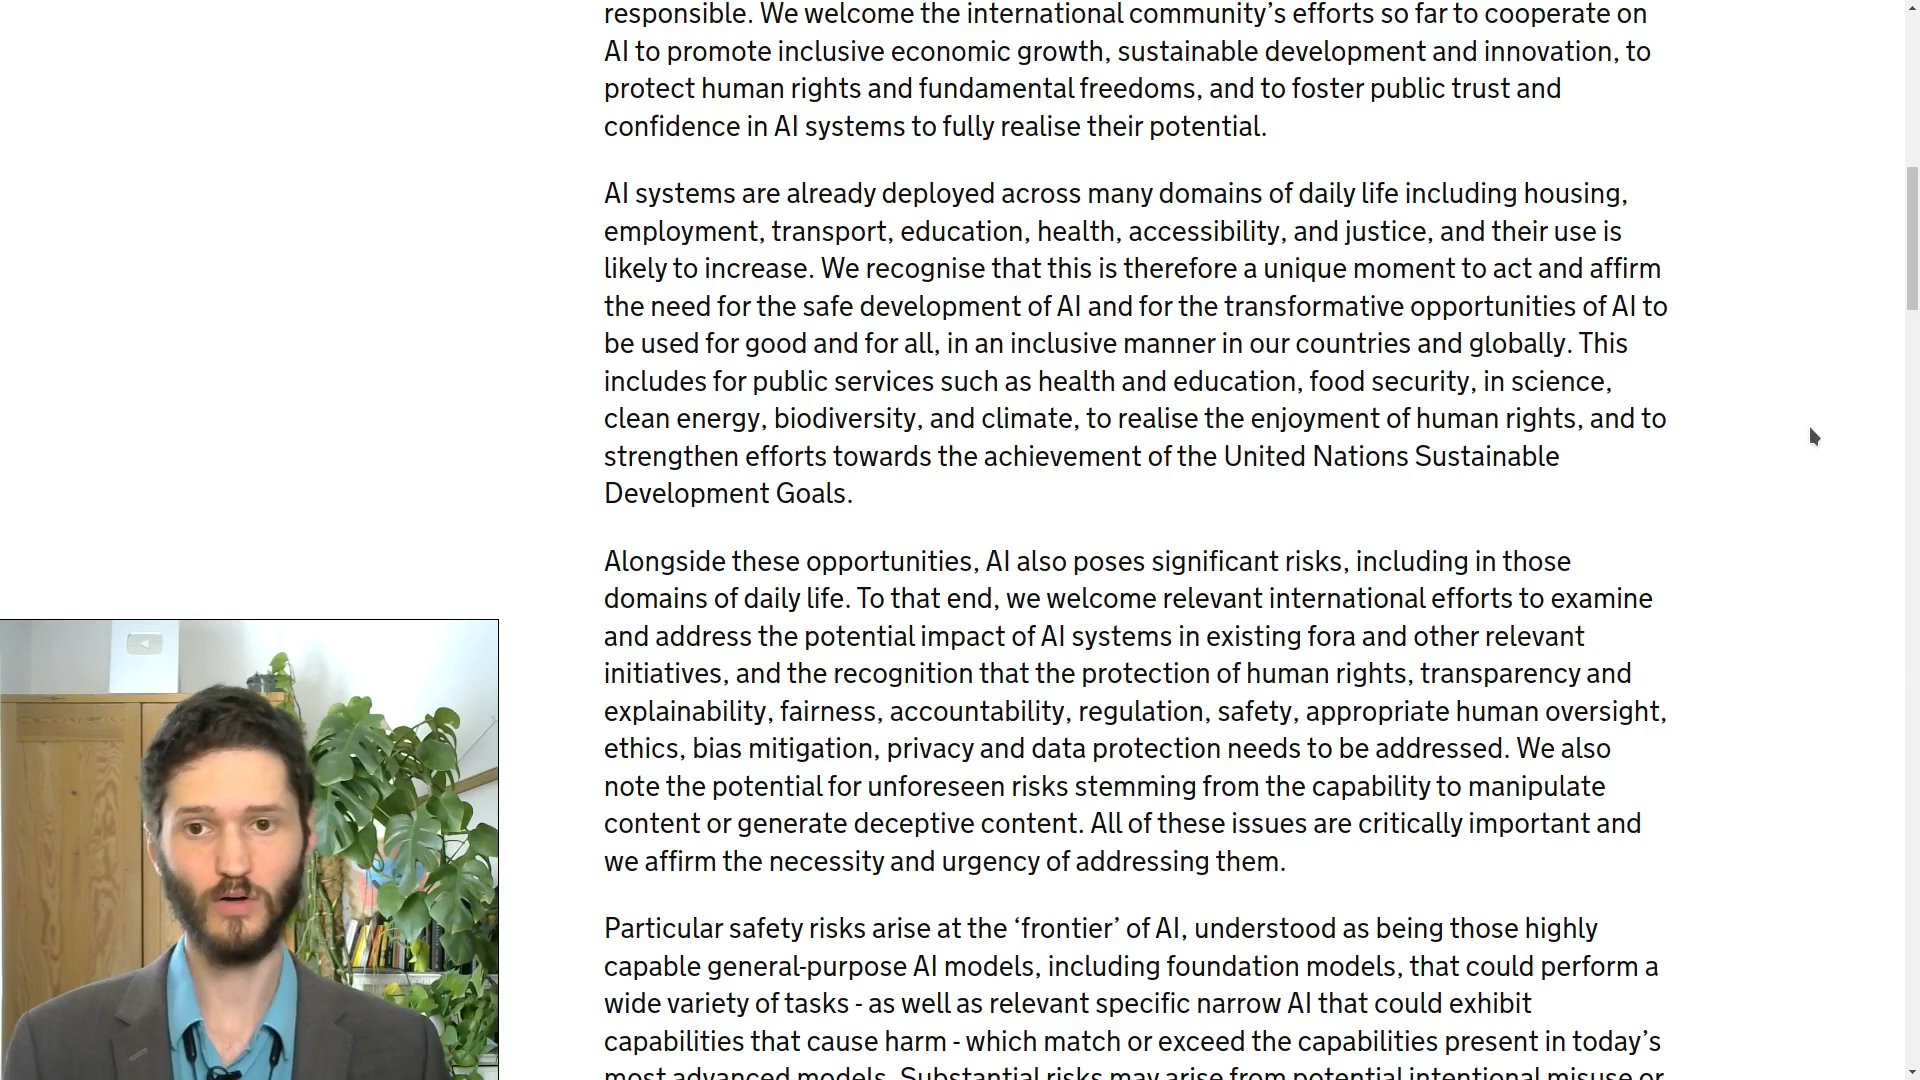 responsible. We welcome the international community’s efforts so far to cooperate on
AI to promote inclusive economic growth, sustainable development and innovation, to
protect human rights and fundamental freedoms, and to foster public trust and
confidence in AI systems to fully realise their potential.
AI systems are already deployed across many domains of daily life including housing,
employment, transport, education, health, accessibility, and justice, and their use is
likely to increase. We recognise that this is therefore a unique moment to act and affirm
the need for the safe development of AI and for the transformative opportunities of AI to
be used for good and for all, in an inclusive manner in our countries and globally. This
includes for public services such as health and education, food security, in science,
clean energy, biodiversity, and climate, to realise the enjoyment of human rights, and to
strengthen efforts towards the achievement of the United Nations Sustainable
Development Goals.
Alongside these opportunities, AI also poses significant risks, including in those
domains of daily life. To that end, we welcome relevant international efforts to examine
and address the potential impact of AI systems in existing fora and other relevant
initiatives, and the recognition that the protection of human rights, transparency and
explainability, fairness, accountability, regulation, safety, appropriate human oversight,
ethics, bias mitigation, privacy and data protection needs to be addressed. We also
note the potential for unforeseen risks stemming from the capability to manipulate
content or generate deceptive content. All of these issues are critically important and
we affirm the necessity and urgency of addressing them.
Particular safety risks arise at the ‘frontier’ of AI, understood as being those highly
capable general-purpose AI models, including foundation models, that could perform a
wide variety of tasks - as well as relevant specific narrow AI that could exhibit
capabilities that cause harm - which match or exceed the capabilities present in today’s
most advanced models. Substantial risks may arise from potential intentional misuse or